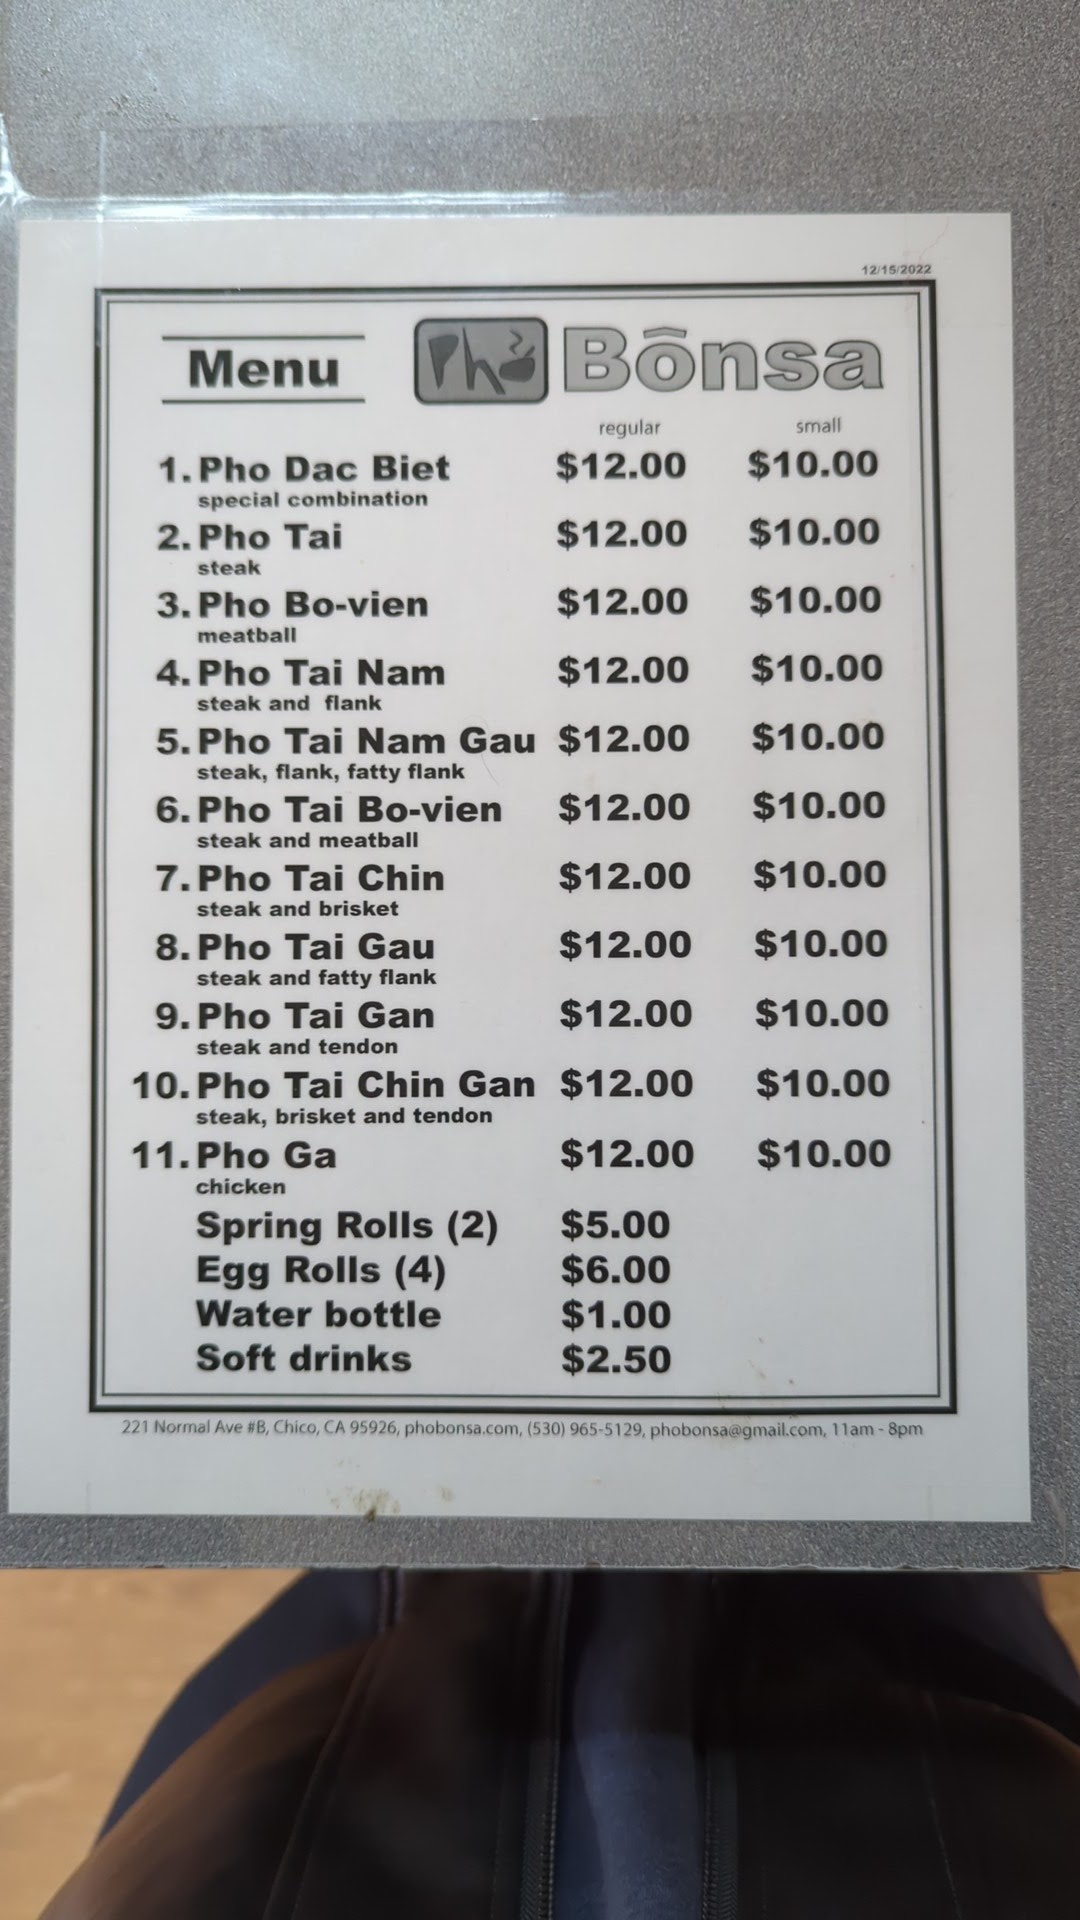 12/15/2022
Menu Pho Bônsa
regular small
1. Pho Dac Biet $12.00 $10.00
special combination
2. Pho Tai $12.00 $10.00
steak
3. Pho Bo-vien $12.00 $10.00
meatball
4. Pho Tai Nam $12.00 $10.00
steak and flank
5. Pho Tai Nam Gau $12.00 $10.00
steak, flank, fatty flank
6. Pho Tai Bo-vien $12.00 $10.00
steak and meatball
7. Pho Tai Chin $12.00 $10.00
steak and brisket
8. Pho Tai Gau $12.00 $10.00
steak and fatty flank
9. Pho Tai Gan $12.00 $10.00
steak and tendon
10. Pho Tai Chin Gan $12.00 $10.00
steak, brisket and tendon
11. Pho Ga $12.00 $10.00
chicken
Spring Rolls (2) $5.00
Egg Rolls (4) $6.00
Water bottle $1.00
Soft drinks $2.50
221 Normal Ave #B, Chico, CA 95926, phobonsa.com, (530) 965-5129, phobonsa@gmail.com, 11am - 8pm